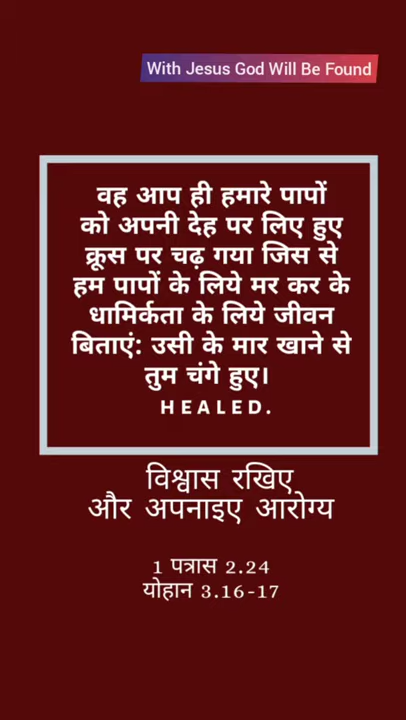 With Jesus God Will Be Found
वह आप ही हमारे पापों
को अपनी देह पर लिए हुए
क्रूस पर चढ़ गया जिस से
हम पापों के लिये मर कर के
धामिर्कता के लिये जीवन
बिताएं: उसी के मार खाने से
तुम चंगे हुए।
HEALED.
विश्वास रखिए
और अपनाइए आरोग्य
1 पत्रास 2.24
योहान 3.16-17